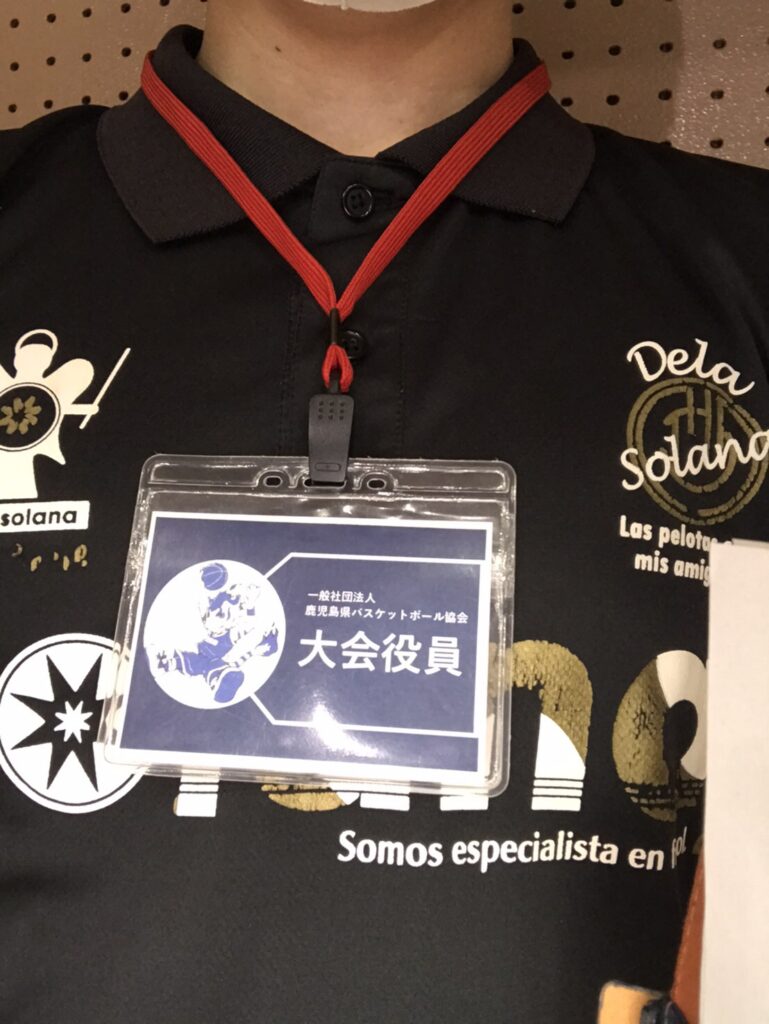 solana
Dela
Solana
Las pelotas
mis
一般社団法人
鹿児島県バスケットボール協会
大会役員
Somos especialista en